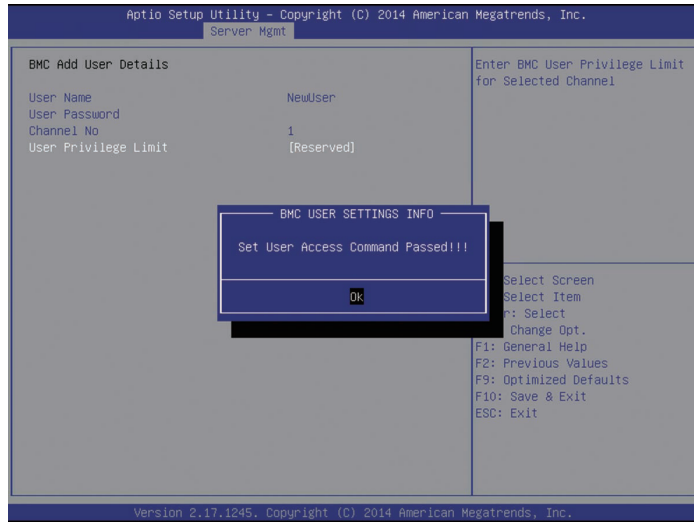 Aptio Setup Utility – Copyright (C) 2014 American Megatrends, Inc.
Server Mgmt
BMC Add User Details
User Name NewUser
User Password
Channel No 1
User Privilege Limit [Reserved]
Enter BMC User Privilege Limit
for Selected Channel
BMC USER SETTINGS INFO
Set User Access Command Passed!!!
Ok
Select Screen
Select Item
r: Select
Change Opt.
F1: General Help
F2: Previous Values
F9: Optimized Defaults
F10: Save & Exit
ESC: Exit
Version 2.17.1245. Copyright (C) 2014 American Megatrends, Inc.